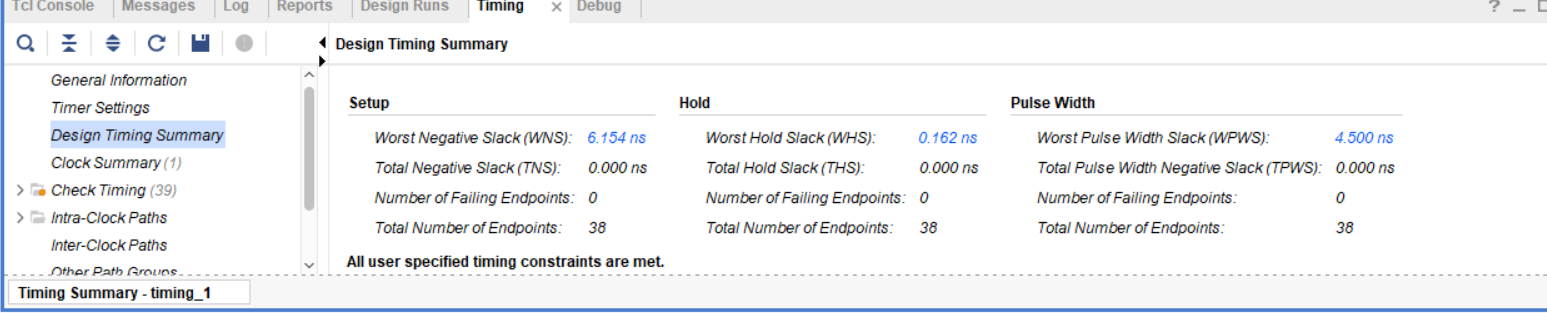 Tcl Console Messages Log Reports Design Runs Timing × Debug ? _
Design Timing Summary
General Information
Timer Settings
Design Timing Summary
Clock Summary (1)
Check Timing (39)
Intra-Clock Paths
Inter-Clock Paths
Other Path Groups
Setup
Worst Negative Slack (WNS): 6.154 ns
Total Negative Slack (TNS): 0.000 ns
Number of Failing Endpoints: 0
Total Number of Endpoints: 38
Hold
Worst Hold Slack (WHS): 0.162 ns
Total Hold Slack (THS): 0.000 ns
Number of Failing Endpoints: 0
Total Number of Endpoints: 38
Pulse Width
Worst Pulse Width Slack (WPWS): 4.500 ns
Total Pulse Width Negative Slack (TPWS): 0.000 ns
Number of Failing Endpoints: 0
Total Number of Endpoints: 38
All user specified timing constraints are met.
Timing Summary - timing_1